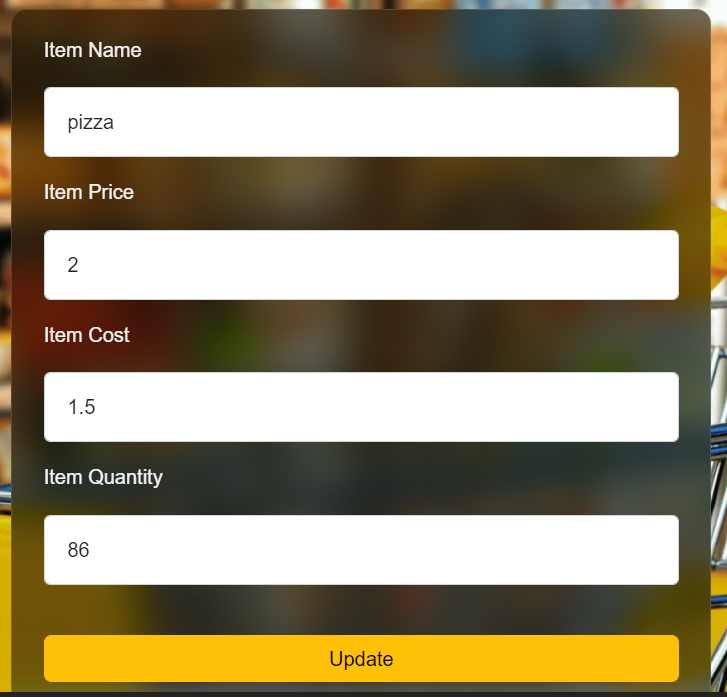 Item Name
pizza
Item Price
2
Item Cost
1.5
Item Quantity
86
Update